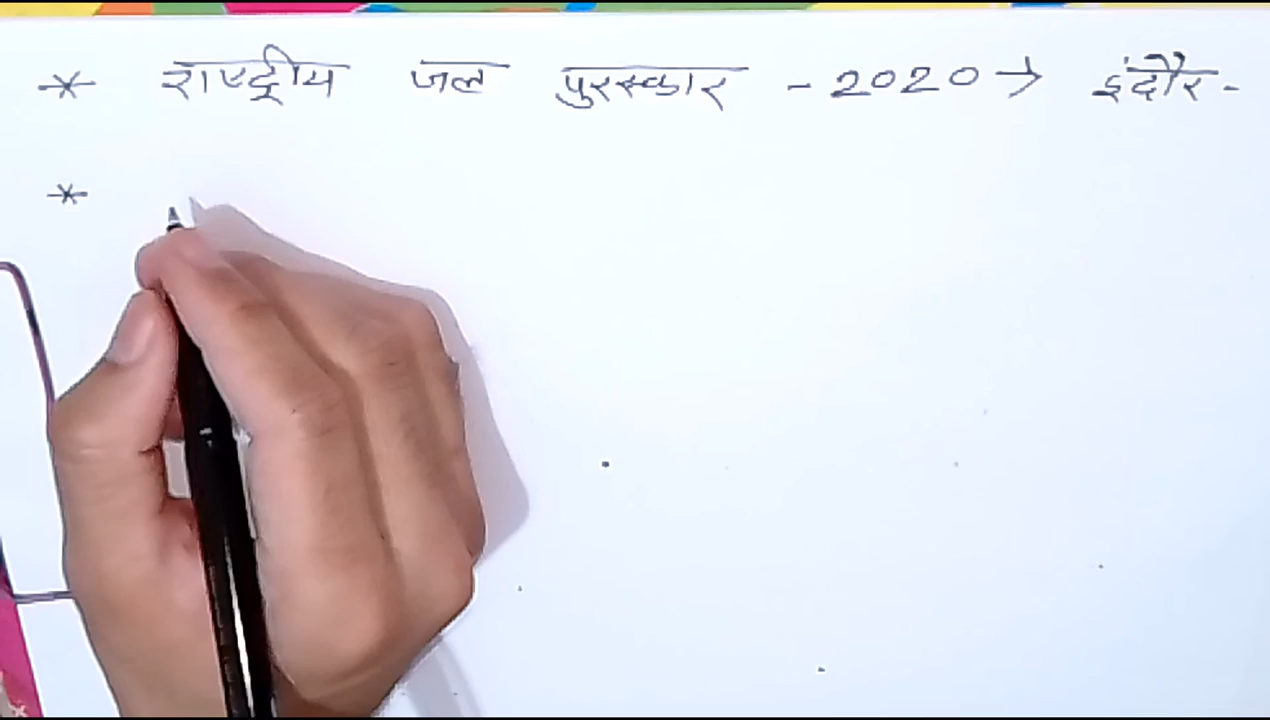 * राष्ट्रीय जल पुरस्कार - 2020 → इंदौर -
*